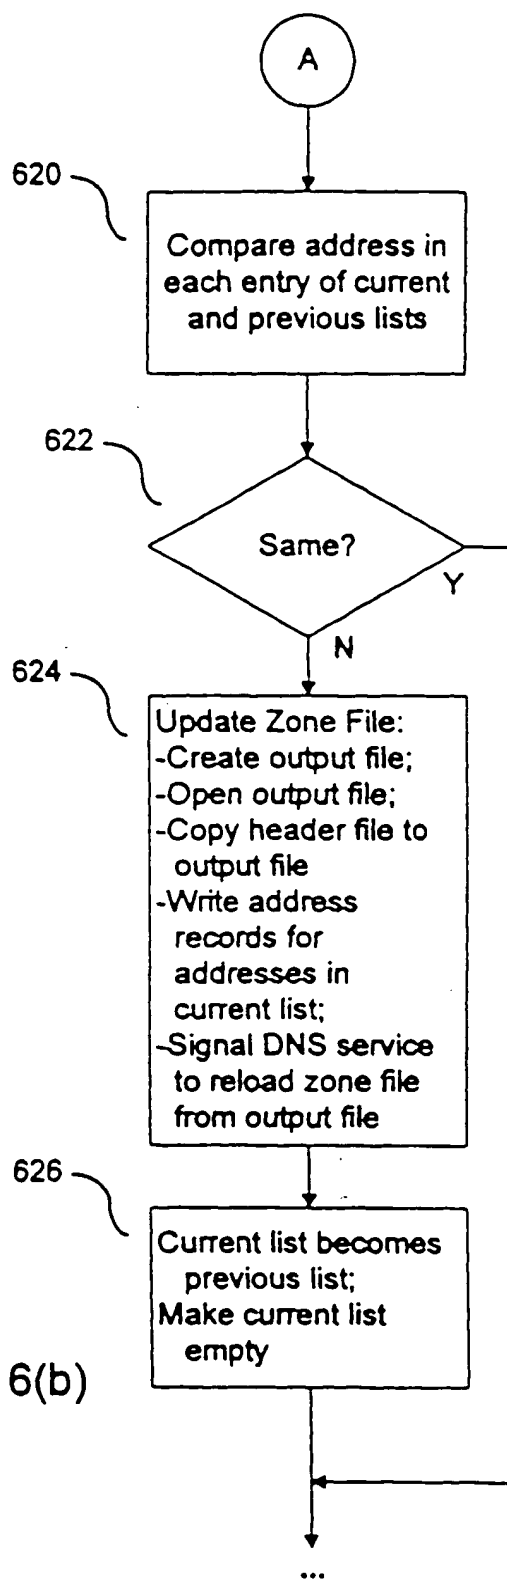 A
620
Compare address in
each entry of current
and previous lists
622
Same?
Y
N
624
Update Zone File:
-Create output file;
-Open output file;
-Copy header file to
output file
-Write address
records for
addresses in
current list;
-Signal DNS service
to reload zone file
from output file
626
Current list becomes
previous list;
Make current list
empty
6(b)
...